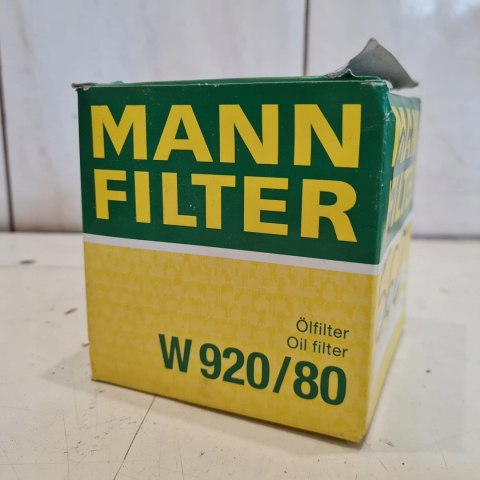 MANN
FILTER
Ölfilter
Oil filter
W 920/80